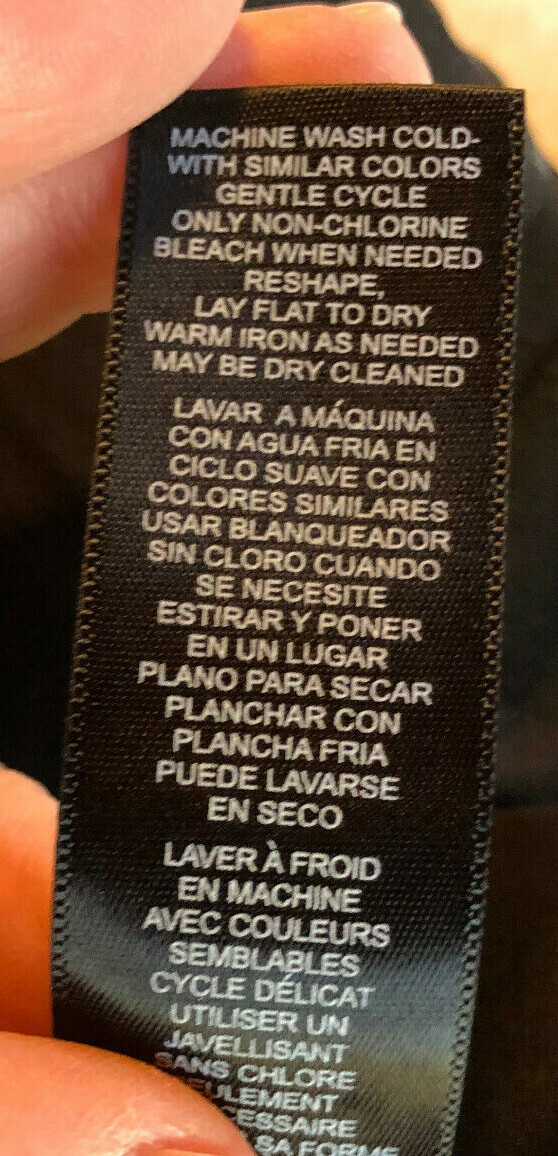 MACHINE WASH COLD-
WITH SIMILAR COLORS
GENTLE CYCLE
ONLY NON-CHLORINE
BLEACH WHEN NEEDED
RESHAPE,
LAY FLAT TO DRY
WARM IRON AS NEEDED
MAY BE DRY CLEANED
LAVAR A MÁQUINA
CON AGUA FRIA EN
CICLO SUAVE CON
COLORES SIMILARES
USAR BLANQUEADOR
SIN CLORO CUANDO
SE NECESITE
ESTIRAR Y PONER
EN UN LUGAR
PLANO PARA SECAR
PLANCHAR CON
PLANCHA FRIA
PUEDE LAVARSE
EN SECO
LAVER À FROID
EN MACHINE
AVEC COULEURS
SEMBLABLES
CYCLE DÉLICAT
UTILISER UN
JAVELLISANT
SANS CHLORE
SA FORME